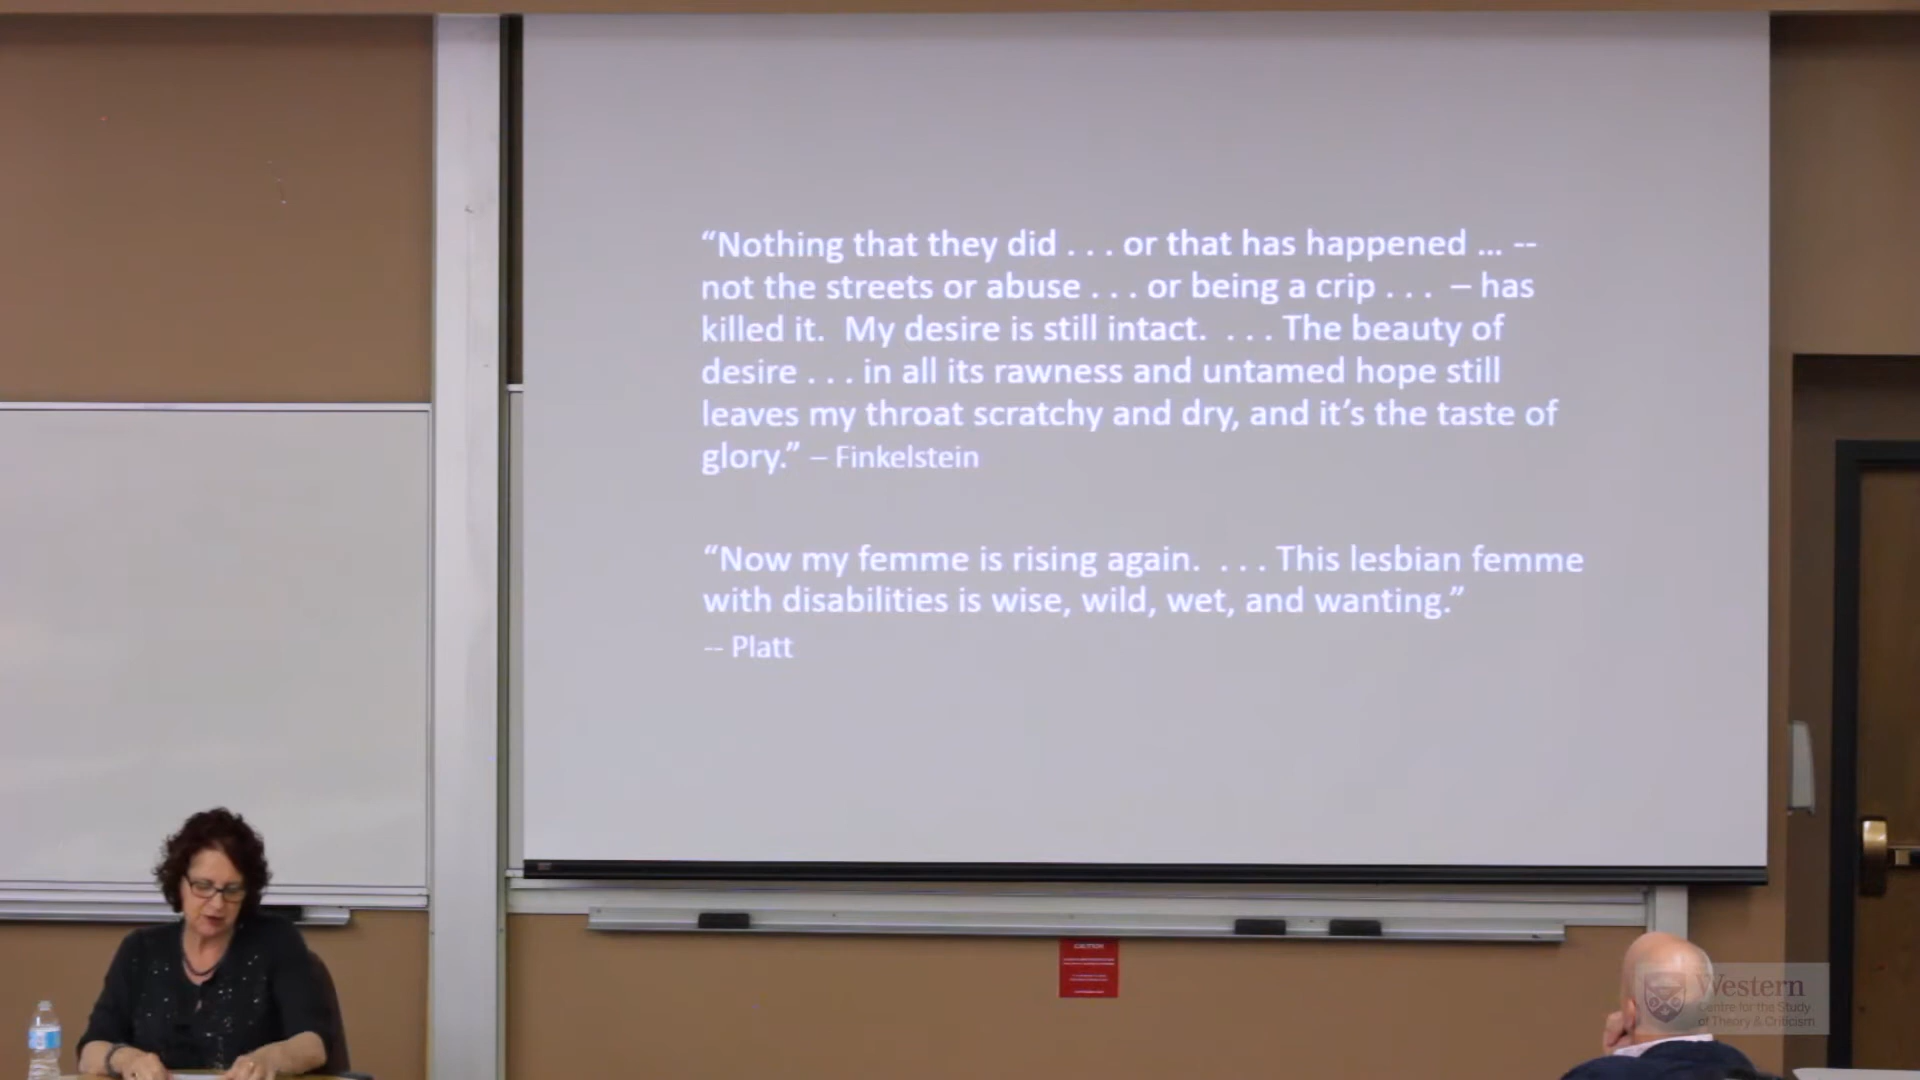 “Nothing that they did . . . or that has happened ... --
not the streets or abuse . . . or being a crip . . .  – has
killed it.  My desire is still intact.  . . . The beauty of
desire . . . in all its rawness and untamed hope still
leaves my throat scratchy and dry, and it’s the taste of
glory.” – Finkelstein
“Now my femme is rising again.  . . . This lesbian femme
with disabilities is wise, wild, wet, and wanting.”
-- Platt
CAUTION
Western
Centre for the Study
of Theory & Criticism